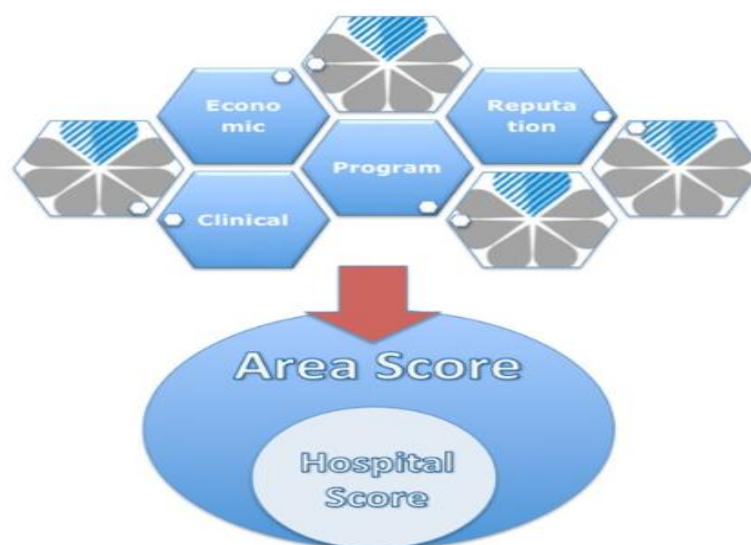 Econo
mic
Reputa
tion
Program
Clinical
Area Score
Hospital
Score